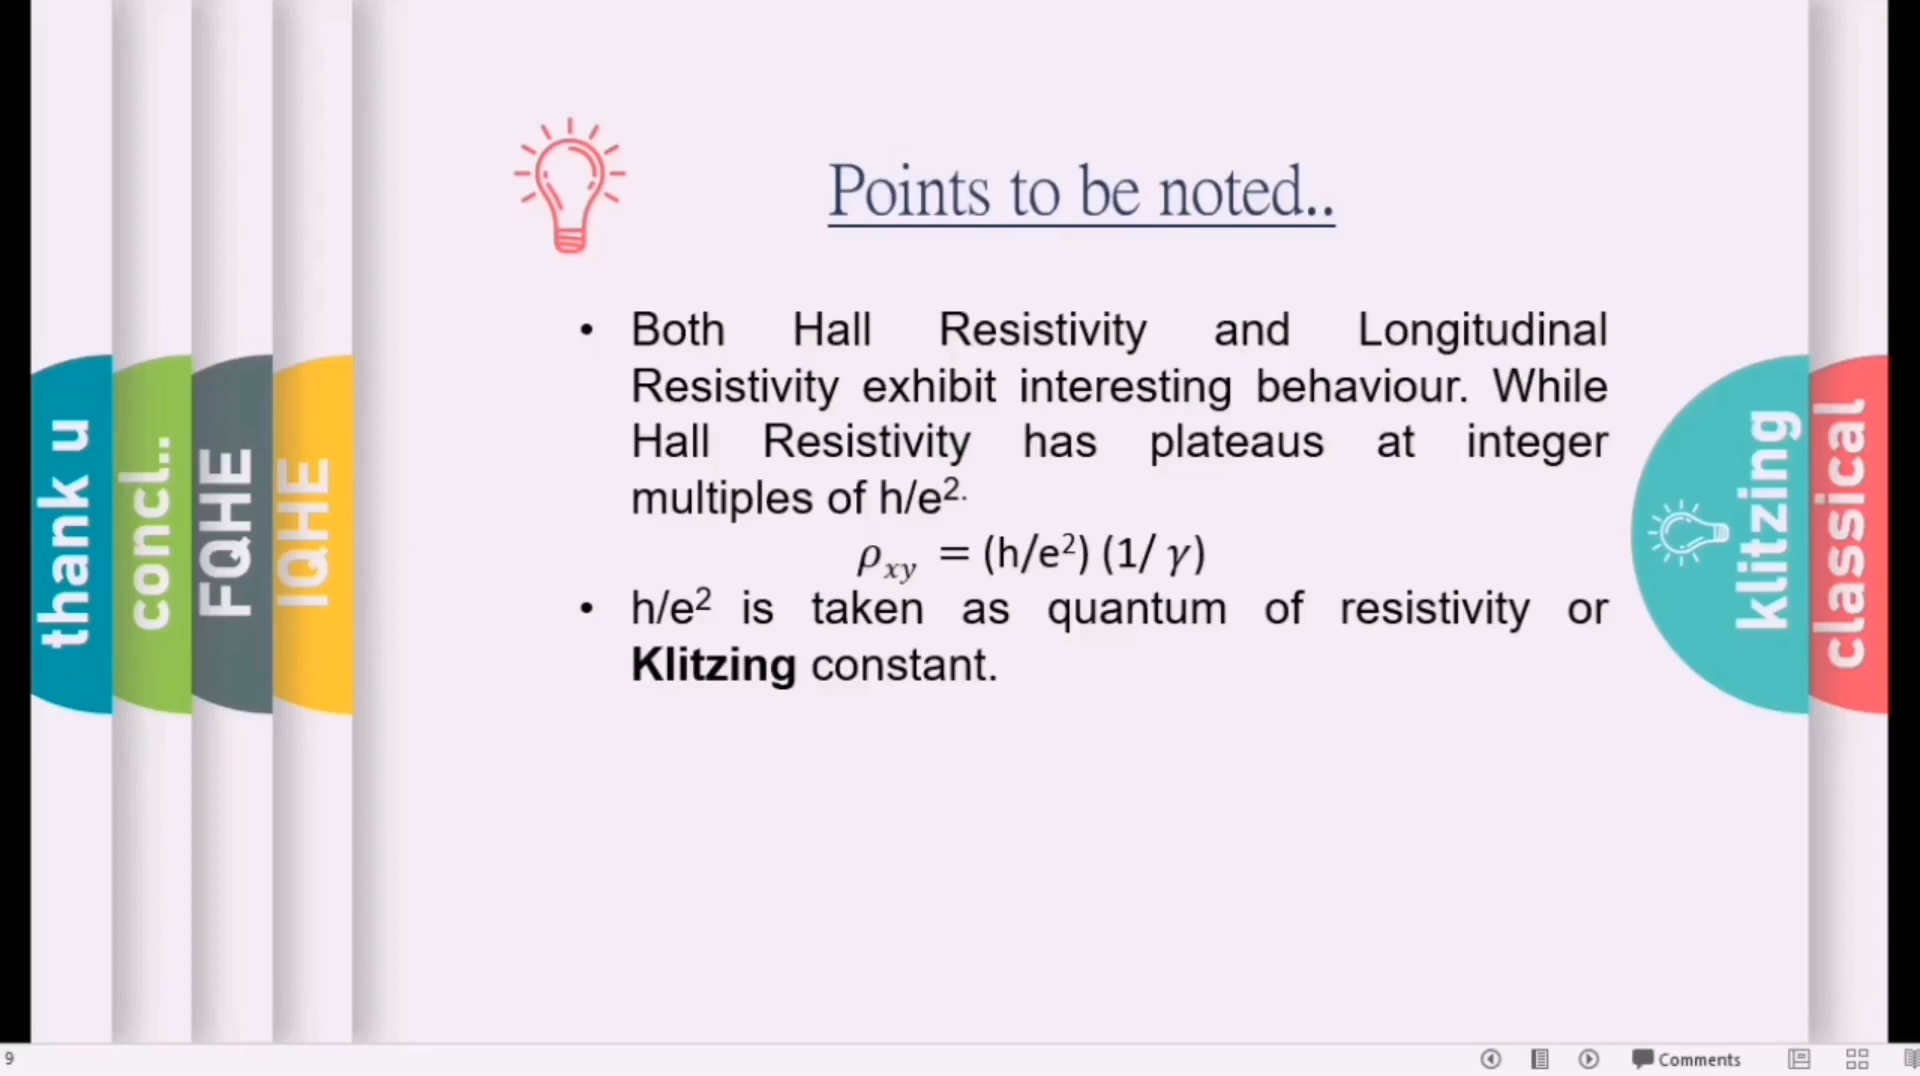 Points to be noted..
• Both Hall Resistivity and Longitudinal
Resistivity exhibit interesting behaviour. While
Hall Resistivity has plateaus at integer
multiples of h/e².
ρxy = (h/e²) (1/ γ)
• h/e² is taken as quantum of resistivity or
Klitzing constant.
thank u
concl..
FQHE
IQHE
klitzing
classical
9
Comments